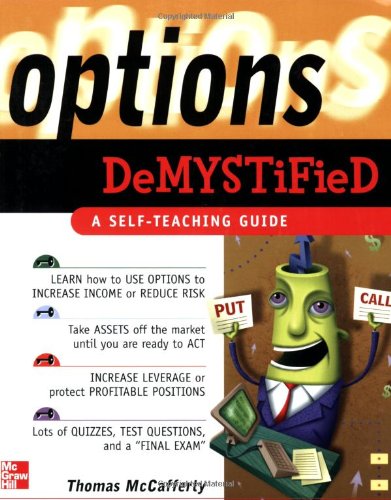 options
options
DeMYSTiFieD
A SELF-TEACHING GUIDE
LEARN how to USE OPTIONS to
INCREASE INCOME or REDUCE RISK
Take ASSETS off the market
until you are ready to ACT
INCREASE LEVERAGE or
protect PROFITABLE POSITIONS
Lots of QUIZZES, TEST QUESTIONS,
and a "FINAL EXAM"
PUT
CALL
Mc
Graw
Hill
Thomas McCafferty